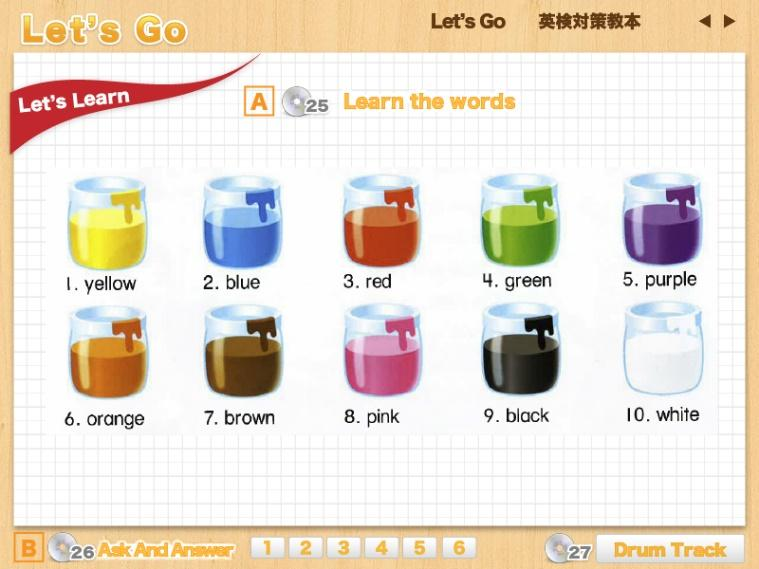 Let's Go
Let's Go 英検対策教本
Let's Learn
A 25 Learn the words
1. yellow 2. blue 3. red 4. green 5. purple
6. orange 7. brown 8. pink 9. black 10. white
B 26 Ask And Answer 1 2 3 4 5 6 27 Drum Track